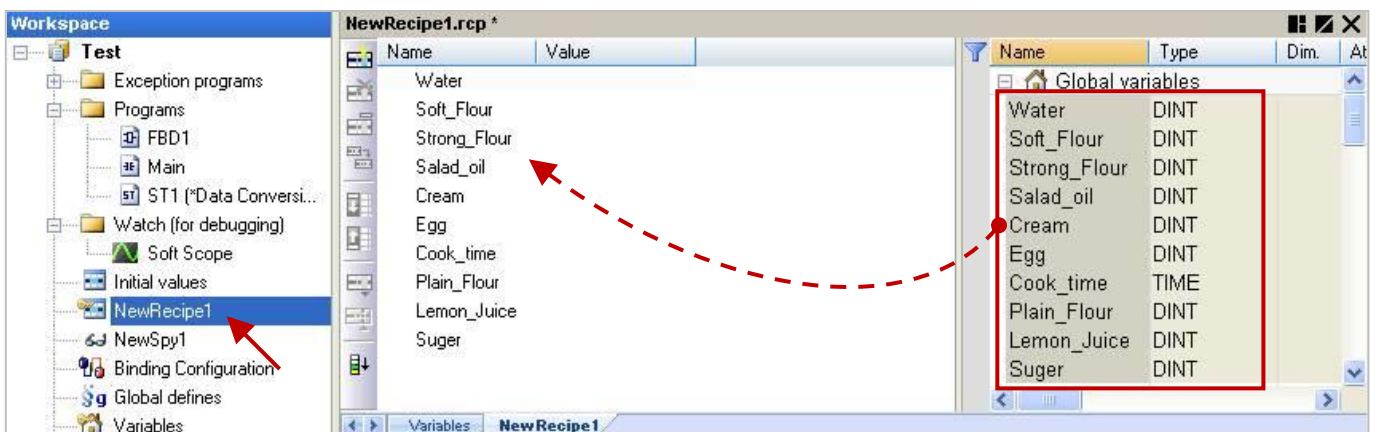 Workspace
Test
Exception programs
Programs
FBD1
Main
ST1 (*Data Conversi...
Watch (for debugging)
Soft Scope
Initial values
NewRecipe1
NewSpy1
Binding Configuration
Global defines
Variables
NewRecipe1.rcp *
Name Value
Water
Soft_Flour
Strong_Flour
Salad_oil
Cream
Egg
Cook_time
Plain_Flour
Lemon_Juice
Suger
Variables NewRecipe1
Name Type Dim. At
Global variables
Water DINT
Soft_Flour DINT
Strong_Flour DINT
Salad_oil DINT
Cream DINT
Egg DINT
Cook_time TIME
Plain_Flour DINT
Lemon_Juice DINT
Suger DINT